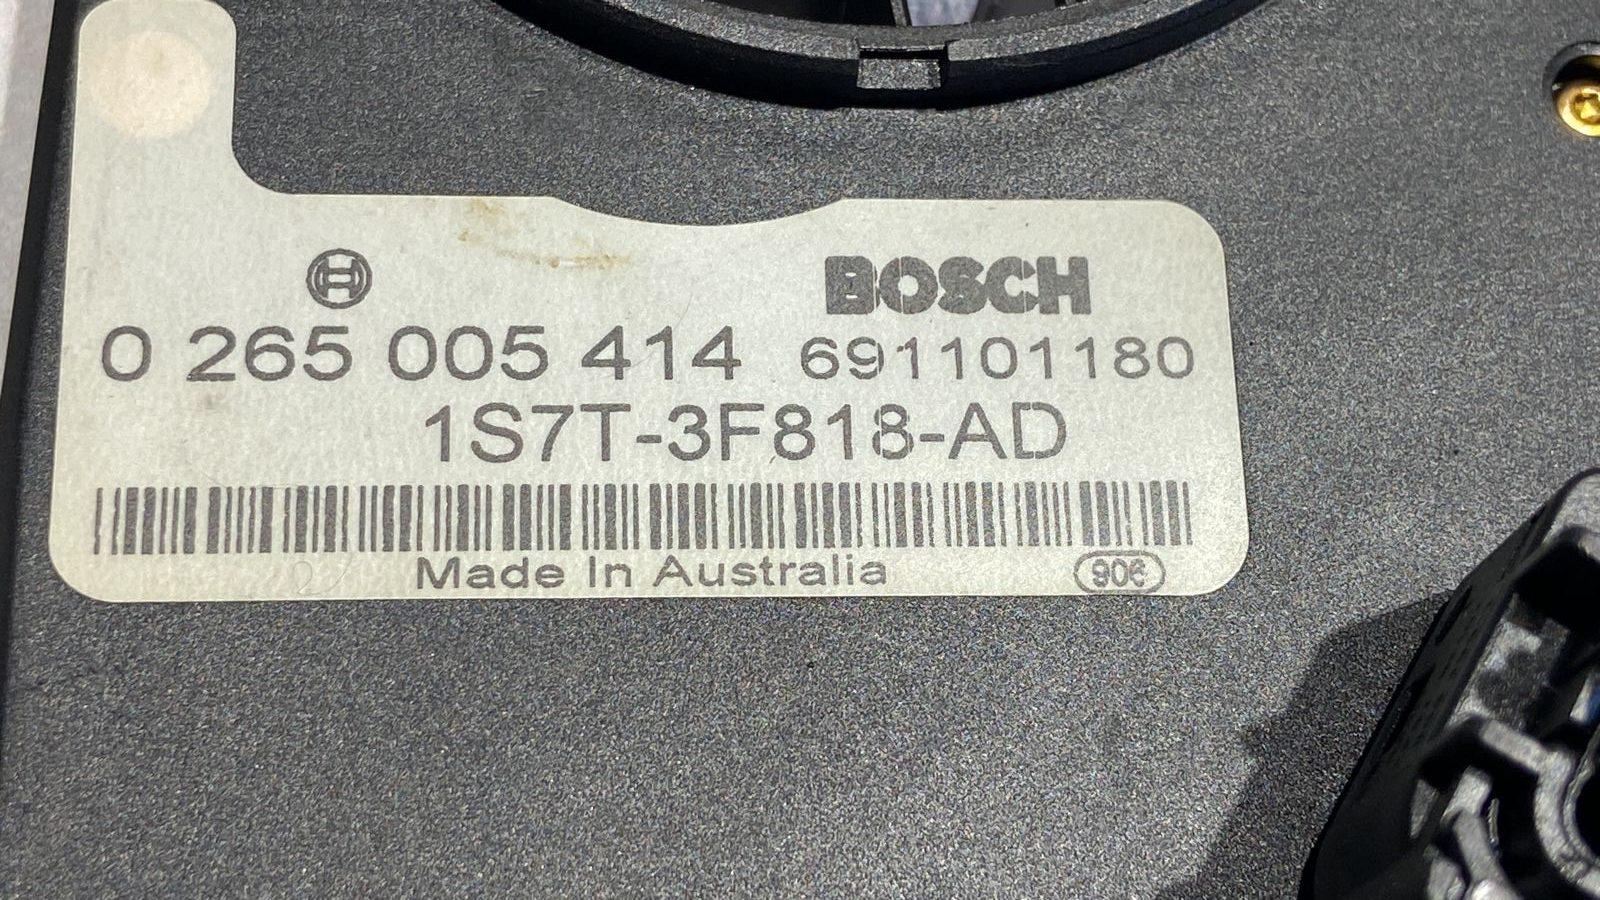 BOSCH
0 265 005 414 691101180
1S7T-3F818-AD
Made In Australia
906